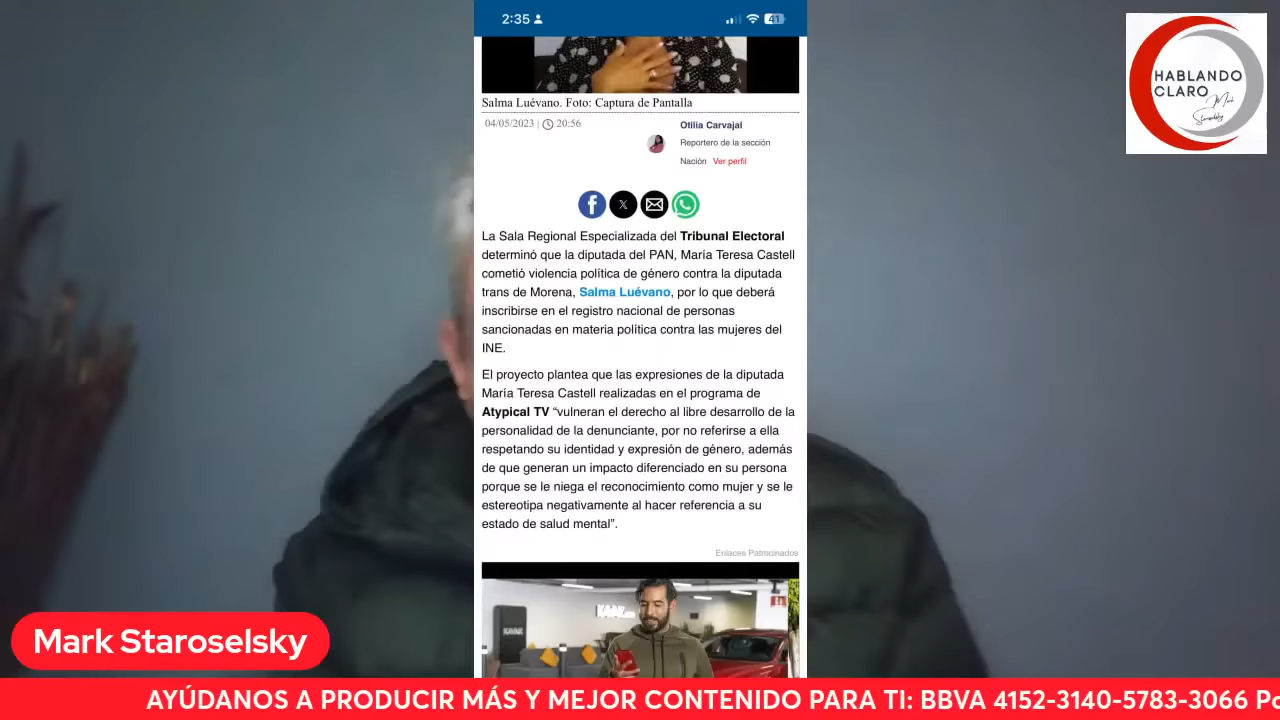 2:35
41
HABLANDO
CLARO
Mark
Staroselsky
Salma Luévano. Foto: Captura de Pantalla
04/05/2023 | 20:56
Otilia Carvajal
Reportero de la sección
Nación Ver perfil
La Sala Regional Especializada del Tribunal Electoral
determinó que la diputada del PAN, María Teresa Castell
cometió violencia política de género contra la diputada
trans de Morena, Salma Luévano, por lo que deberá
inscribirse en el registro nacional de personas
sancionadas en materia política contra las mujeres del
INE.
El proyecto plantea que las expresiones de la diputada
María Teresa Castell realizadas en el programa de
Atypical TV “vulneran el derecho al libre desarrollo de la
personalidad de la denunciante, por no referirse a ella
respetando su identidad y expresión de género, además
de que generan un impacto diferenciado en su persona
porque se le niega el reconocimiento como mujer y se le
estereotipa negativamente al hacer referencia a su
estado de salud mental”.
Enlaces Patrocinados
KAVAK
Mark Staroselsky
AYÚDANOS A PRODUCIR MÁS Y MEJOR CONTENIDO PARA TI: BBVA 4152-3140-5783-3066 Po